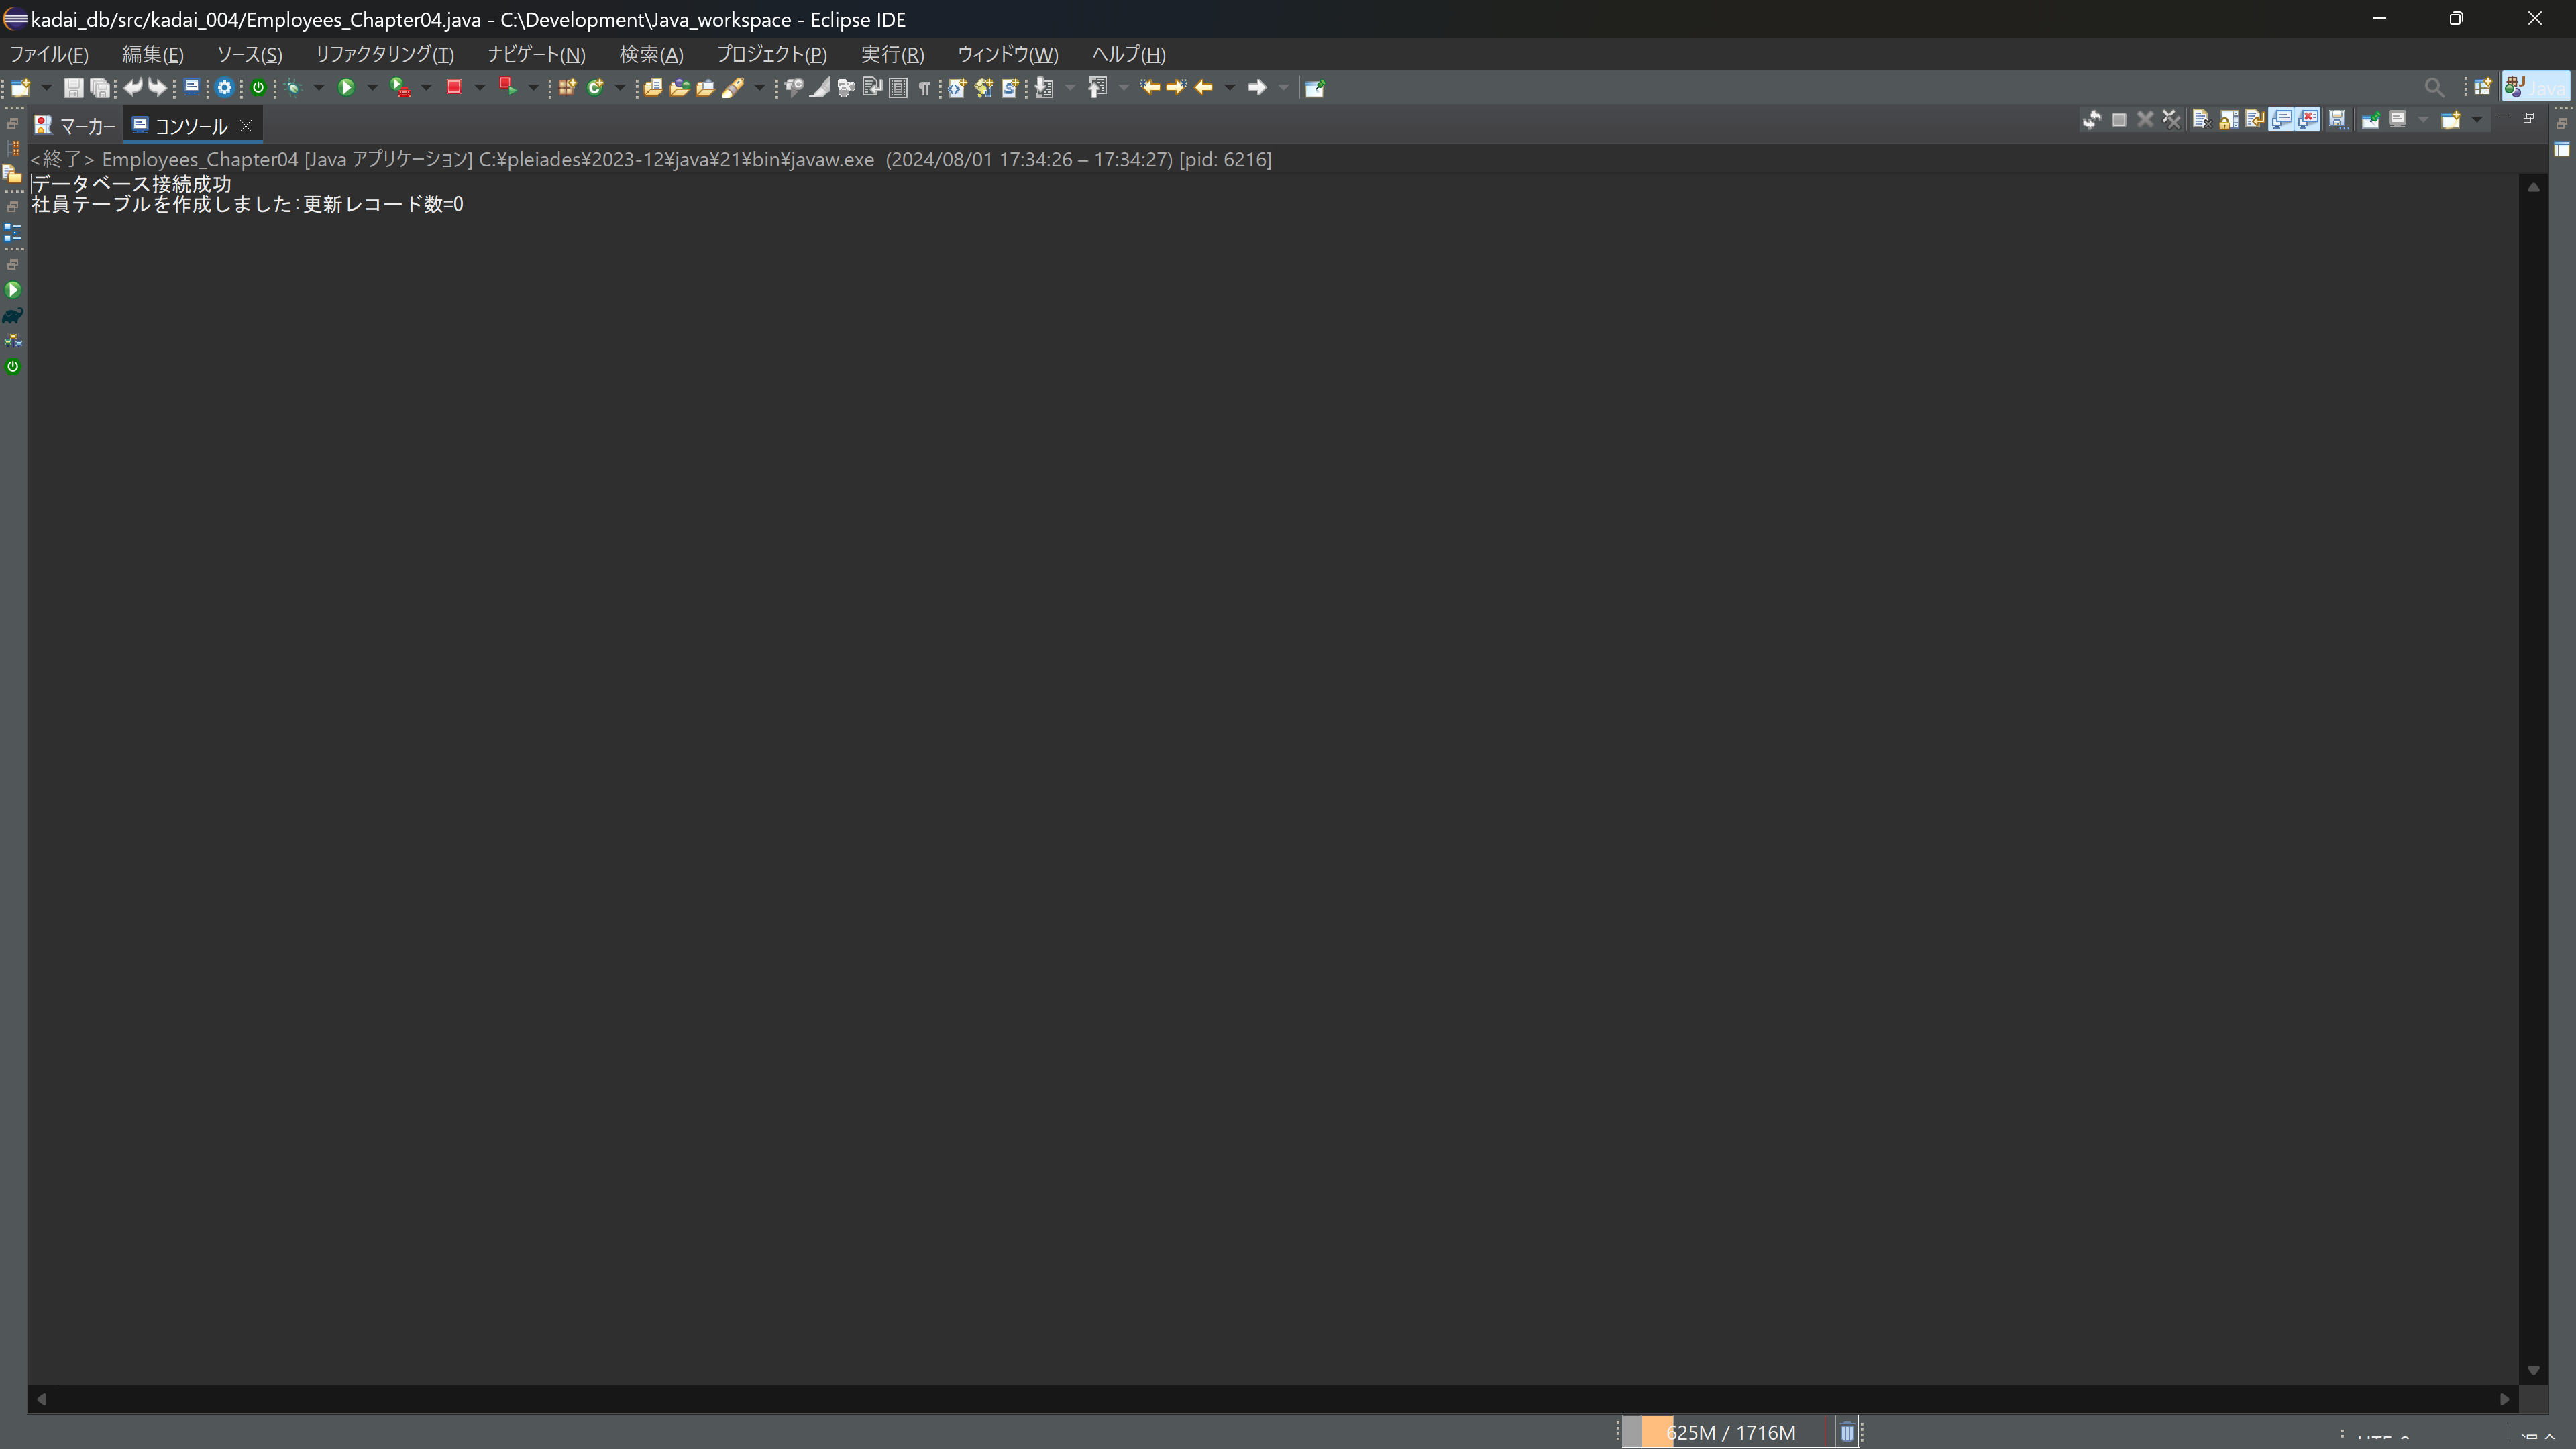 kadai_db/src/kadai_004/Employees_Chapter04.java - C:\Development\Java_workspace - Eclipse IDE
ファイル(F) 編集(E) ソース(S) リファクタリング(T) ナビゲート(N) 検索(A) プロジェクト(P) 実行(R) ウィンドウ(W) ヘルプ(H)
Java
マーカー コンソール
<終了> Employees_Chapter04 [Java アプリケーション] C:¥pleiades¥2023-12¥java¥21¥bin¥javaw.exe (2024/08/01 17:34:26 – 17:34:27) [pid: 6216]
データベース接続成功
社員テーブルを作成しました:更新レコード数=0
625M / 1716M